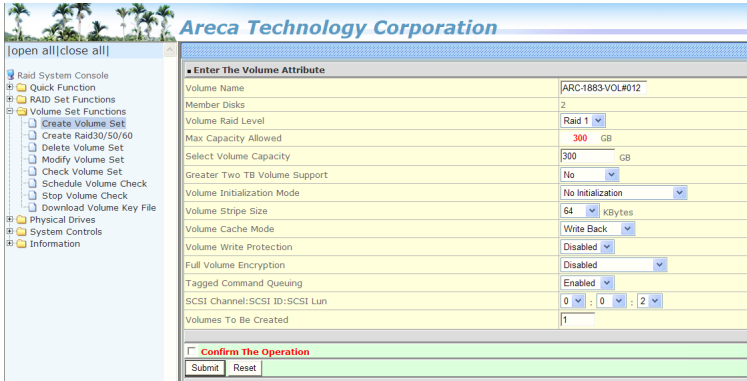 Areca Technology Corporation
|open all|close all|
Raid System Console
Quick Function
RAID Set Functions
Volume Set Functions
Create Volume Set
Create Raid30/50/60
Delete Volume Set
Modify Volume Set
Check Volume Set
Schedule Volume Check
Stop Volume Check
Download Volume Key File
Physical Drives
System Controls
Information
Enter The Volume Attribute
Volume Name ARC-1883-VOL#012
Member Disks 2
Volume Raid Level Raid 1
Max Capacity Allowed 300 GB
Select Volume Capacity 300 GB
Greater Two TB Volume Support No
Volume Initialization Mode No Initialization
Volume Stripe Size 64 KBytes
Volume Cache Mode Write Back
Volume Write Protection Disabled
Full Volume Encryption Disabled
Tagged Command Queuing Enabled
SCSI Channel:SCSI ID:SCSI Lun 0 : 0 : 2
Volumes To Be Created 1
Confirm The Operation
Submit Reset